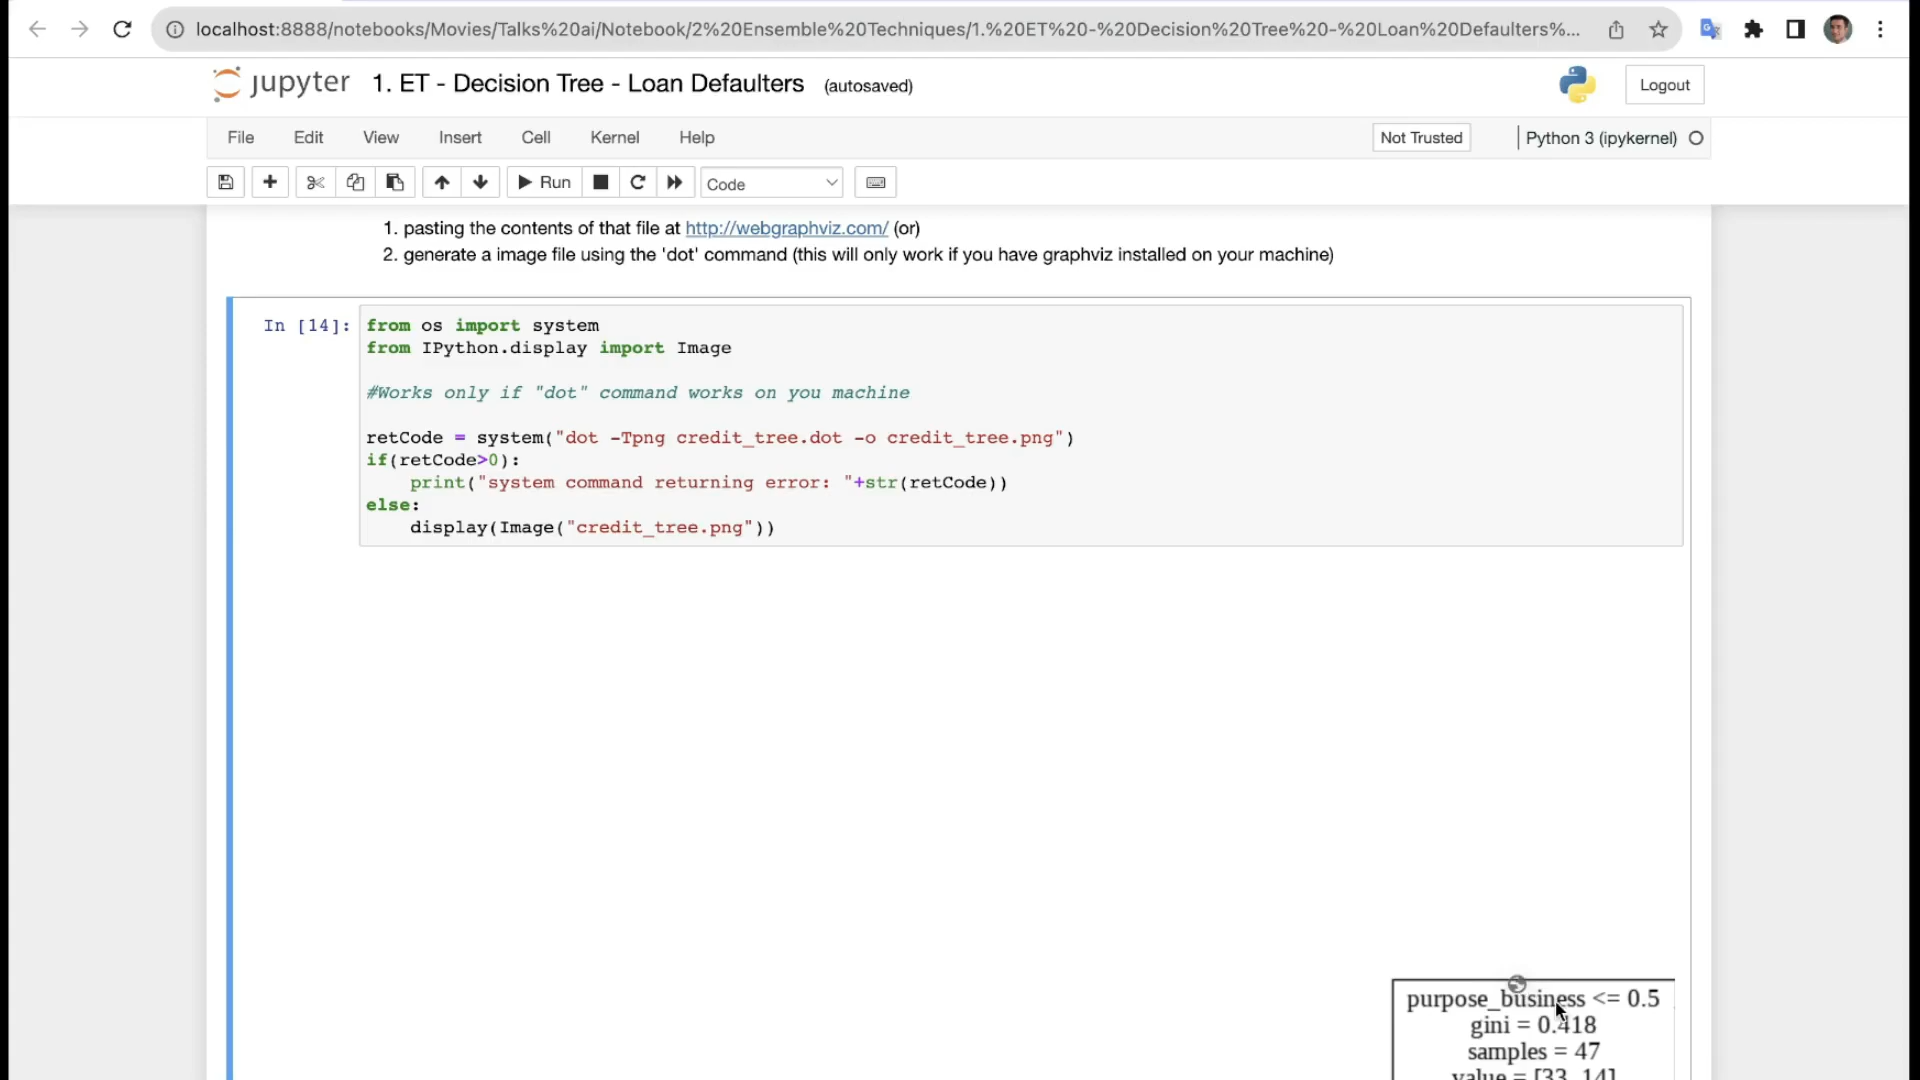 localhost:8888/notebooks/Movies/Talks%20ai/Notebook/2%20Ensemble%20Techniques/1.%20ET%20-%20Decision%20Tree%20-%20Loan%20Defaulters%...
jupyter 1. ET - Decision Tree - Loan Defaulters (autosaved) Logout
File Edit View Insert Cell Kernel Help Not Trusted Python 3 (ipykernel)
Run Code
1. pasting the contents of that file at http://webgraphviz.com/ (or)
2. generate a image file using the 'dot' command (this will only work if you have graphviz installed on your machine)
In [14]: from os import system
from IPython.display import Image
#Works only if "dot" command works on you machine
retCode = system("dot -Tpng credit_tree.dot -o credit_tree.png")
if(retCode>0):
    print("system command returning error: "+str(retCode))
else:
    display(Image("credit_tree.png"))
purpose_business <= 0.5
gini = 0.418
samples = 47
value = [33, 14]